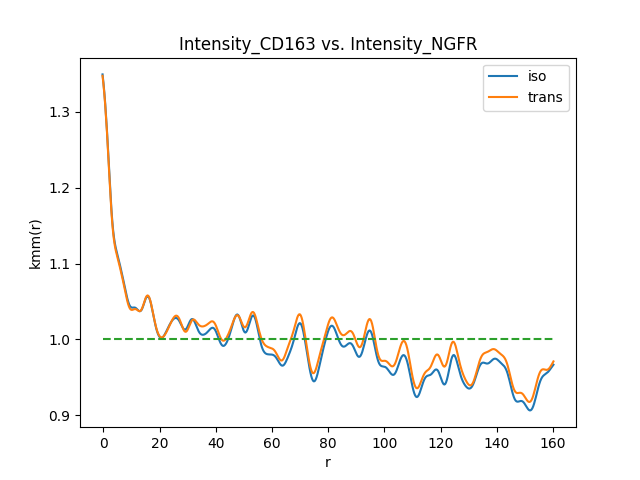 Intensity_CD163 vs. Intensity_NGFR
iso
trans
kmm(r)
1.3
1.2
1.1
1.0
0.9
0 20 40 60 80 100 120 140 160
r